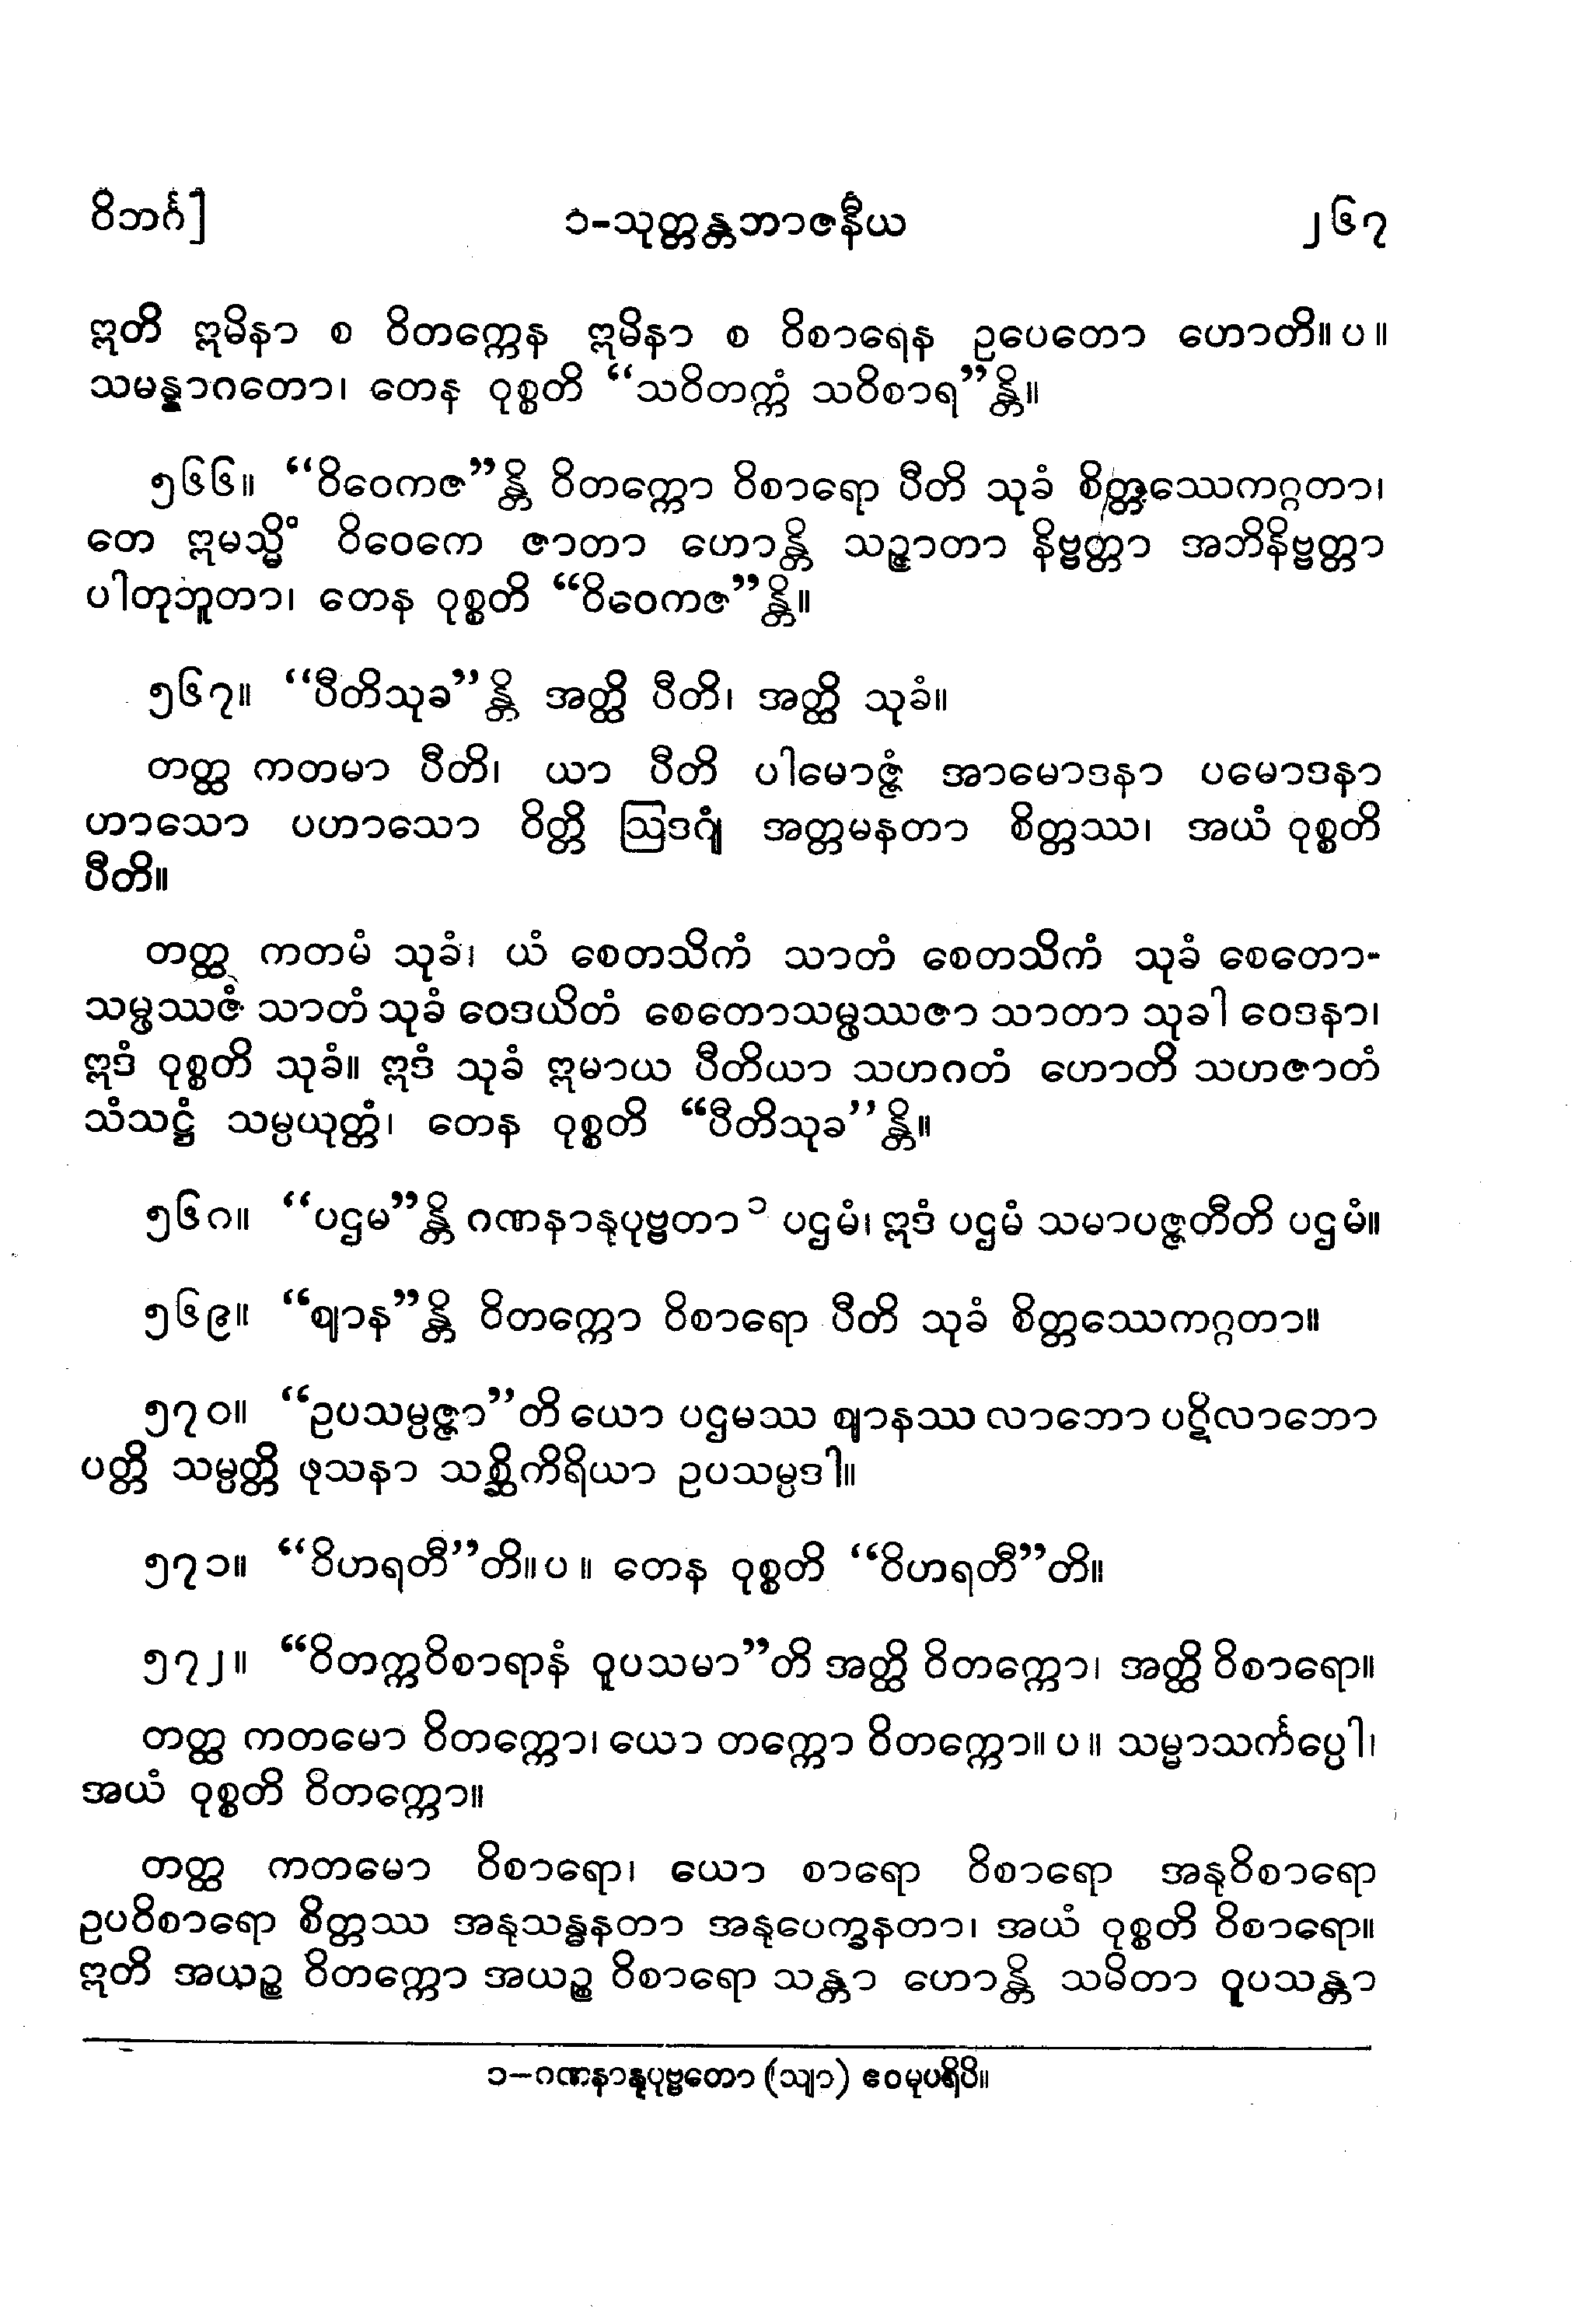 ဝိဘင်္ဂ]
၁-သုတ္တန္တဘာဇနီယ
၂၆၇
ဣတိ ဣမိနာ စ ဝိတက္ကေန ဣမိနာ စ ဝိစာရေန ဥပေတော ဟောတိ။ပ။
သမန္နာဂတော၊ တေန ဝုစ္စတိ “သဝိတက္ကံ သဝိစာရ”န္တိ။
၅၆၆။ “ဝိဝေကဇ”န္တိ ဝိတက္ကော ဝိစာရော ပီတိ သုခံ စိတ္တဿေကဂ္ဂတာ၊
တေ ဣမသ္မိံ ဝိဝေကေ ဇာတာ ဟောန္တိ သဉ္ဇာတာ နိဗ္ဗတ္တာ အဘိနိဗ္ဗတ္တာ
ပါတုဘူတာ၊ တေန ဝုစ္စတိ “ဝိဝေကဇ”န္တိ။
၅၆၇။ “ပီတိသုခ”န္တိ အတ္ထိ ပီတိ၊ အတ္ထိ သုခံ။
တတ္ထ ကတမာ ပီတိ၊ ယာ ပီတိ ပါမောဇ္ဇံ အာမောဒနာ ပမောဒနာ
ဟာသော ပဟာသော ဝိတ္တိ ဩဒဂျံ အတ္တမနတာ စိတ္တဿ၊ အယံ ဝုစ္စတိ
ပီတိ။
တတ္ထ ကတမံ သုခံ၊ ယံ စေတသိကံ သာတံ စေတသိကံ သုခံ စေတော-
သမ္ဖဿဇံ သာတံ သုခံ ဝေဒယိတံ စေတောသမ္ဖဿဇာ သာတာ သုခါ ဝေဒနာ၊
ဣဒံ ဝုစ္စတိ သုခံ။ ဣဒံ သုခံ ဣမာယ ပီတိယာ သဟဂတံ ဟောတိ သဟဇာတံ
သံသဋ္ဌံ သမ္ပယုတ္တံ၊ တေန ဝုစ္စတိ “ပီတိသုခ”န္တိ။
၅၆၈။ “ပဌမ”န္တိ ဂဏနာနုပုဗ္ဗတာ ၁ ပဌမံ၊ ဣဒံ ပဌမံ သမာပဇ္ဇတီတိ ပဌမံ။
၅၆၉။ “ဈာန”န္တိ ဝိတက္ကော ဝိစာရော ပီတိ သုခံ စိတ္တဿေကဂ္ဂတာ။
၅၇၀။ “ဥပသမ္ပဇ္ဇာ”တိ ယော ပဌမဿ ဈာနဿ လာဘော ပဋိလာဘော
ပတ္တိ သမ္ပတ္တိ ဖုသနာ သစ္ဆိကိရိယာ ဥပသမ္ပဒါ။
၅၇၁။ “ဝိဟရတီ”တိ။ပ။ တေန ဝုစ္စတိ “ဝိဟရတီ”တိ။
၅၇၂။ “ဝိတက္ကဝိစာရာနံ ဝူပသမာ”တိ အတ္ထိ ဝိတက္ကော၊ အတ္ထိ ဝိစာရော။
တတ္ထ ကတမော ဝိတက္ကော၊ ယော တက္ကော ဝိတက္ကော။ပ။ သမ္မာသင်္ကပ္ပေါ၊
အယံ ဝုစ္စတိ ဝိတက္ကော။
တတ္ထ ကတမော ဝိစာရော၊ ယော စာရော ဝိစာရော အနုဝိစာရော
ဥပဝိစာရော စိတ္တဿ အနုသန္ဓနတာ အနုပေက္ခနတာ၊ အယံ ဝုစ္စတိ ဝိစာရော။
ဣတိ အယဉ္စ ဝိတက္ကော အယဉ္စ ဝိစာရော သန္တာ ဟောန္တိ သမိတာ ဝူပသန္တာ
၁-ဂဏနာနုပုဗ္ဗတော (သျာ) ဧဝမုပရိပိ။